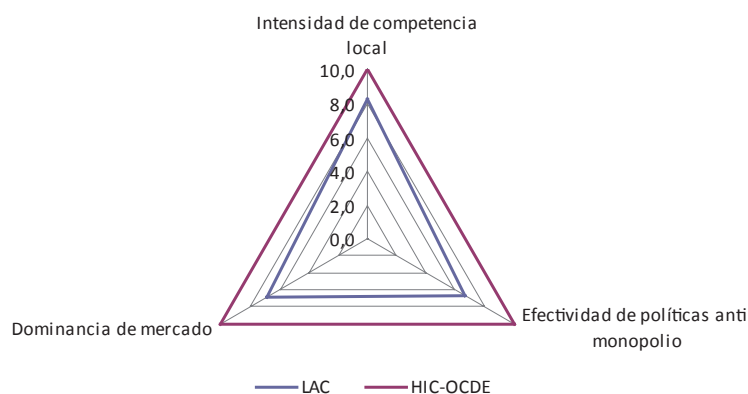 Intensidad de competencia
local
10,0
8,0
6,0
4,0
2,0
0,0
Dominancia de mercado
Efectividad de políticas anti
monopolio
LAC
HIC-OCDE